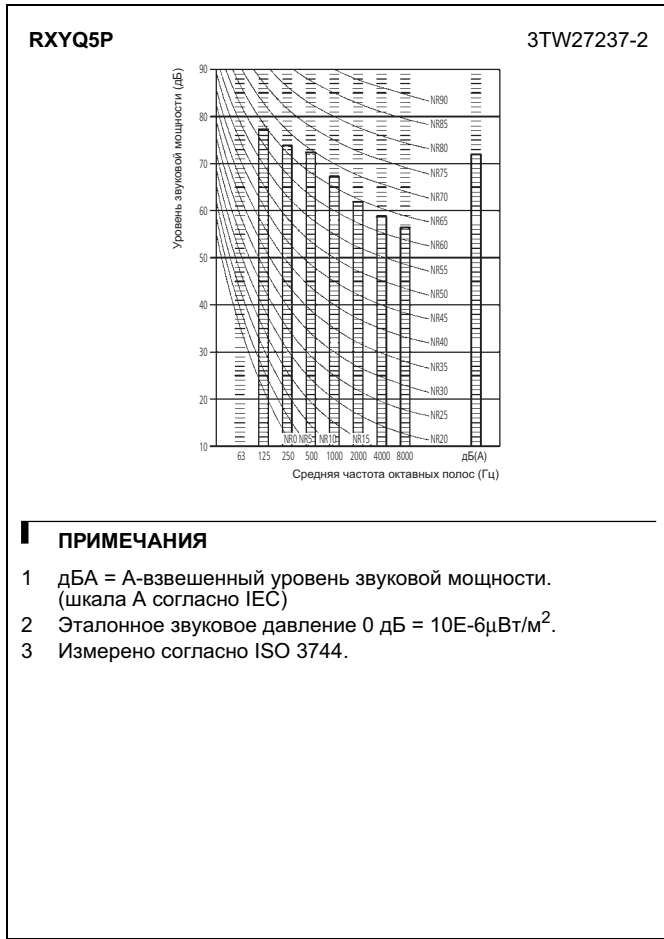 RXYQ5P 3TW27237-2
Уровень звуковой мощности (дБ)
90
80
70
60
50
40
30
20
10
NR90
NR85
NR80
NR75
NR70
NR65
NR60
NR55
NR50
NR45
NR40
NR35
NR30
NR25
NR20
NR0 NR5 NR10 NR15
63 125 250 500 1000 2000 4000 8000 дБ(A)
Средняя частота октавных полос (Гц)
ПРИМЕЧАНИЯ
1 дБА = А-взвешенный уровень звуковой мощности.
(шкала А согласно IEC)
2 Эталонное звуковое давление 0 дБ = 10E-6µВт/м².
3 Измерено согласно ISO 3744.